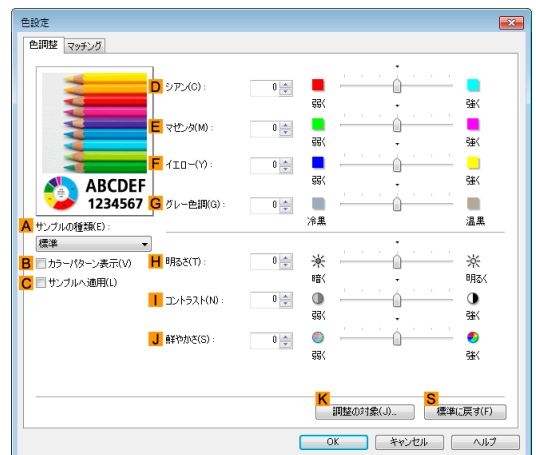 色設定
色調整 マッチング
D シアン(C): 0 弱く 強く
E マゼンタ(M): 0 弱く 強く
F イエロー(Y): 0 弱く 強く
ABCDEF
1234567
G グレー色調(G): 0 冷黒 温黒
A サンプルの種類(E):
標準
B カラーパターン表示(V)
C サンプルへ適用(L)
H 明るさ(T): 0 暗く 明るく
I コントラスト(N): 0 弱く 強く
J 鮮やかさ(S): 0 弱く 強く
K S
調整の対象(J)... 標準に戻す(F)
OK キャンセル ヘルプ